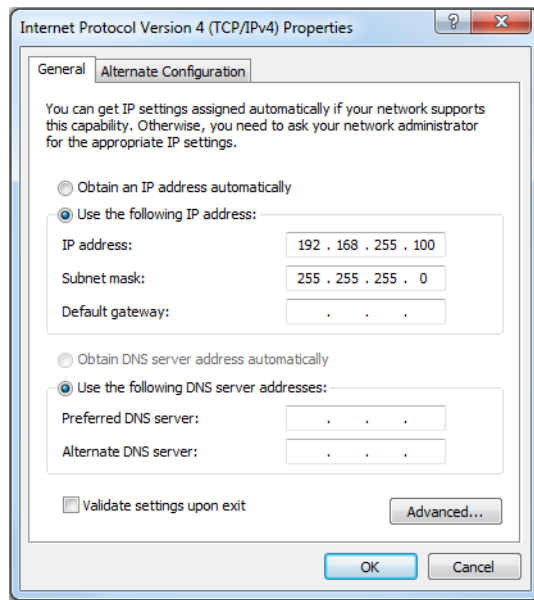 Internet Protocol Version 4 (TCP/IPv4) Properties
?
General
Alternate Configuration
You can get IP settings assigned automatically if your network supports
this capability. Otherwise, you need to ask your network administrator
for the appropriate IP settings.
Obtain an IP address automatically
Use the following IP address:
IP address: 192 . 168 . 255 . 100
Subnet mask: 255 . 255 . 255 . 0
Default gateway: . . .
Obtain DNS server address automatically
Use the following DNS server addresses:
Preferred DNS server: . . .
Alternate DNS server: . . .
Validate settings upon exit
Advanced...
OK Cancel